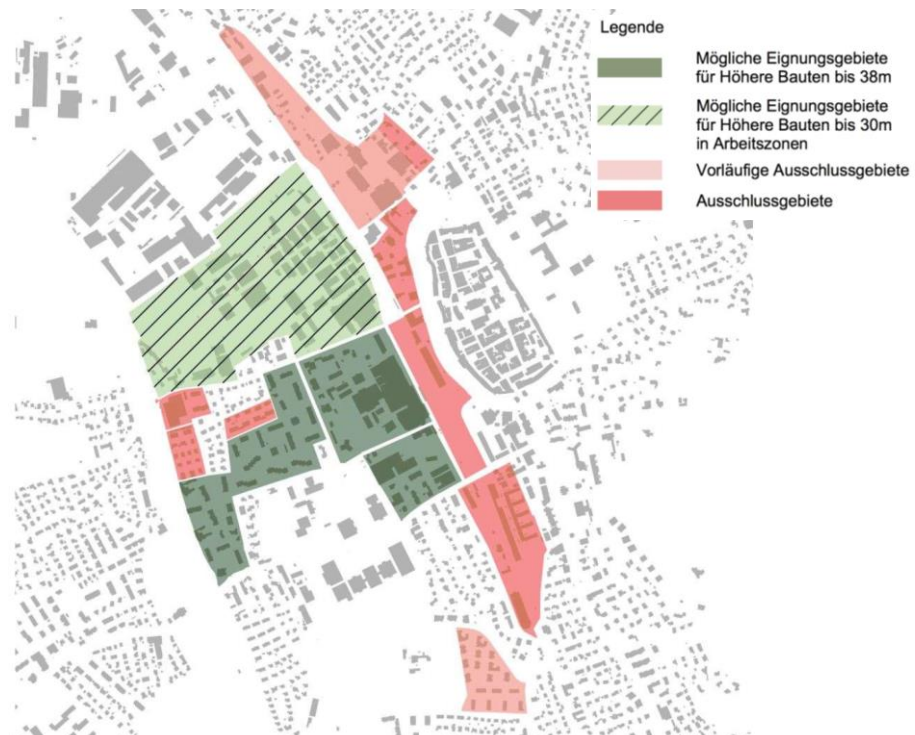 Legende
Mögliche Eignungsgebiete
für Höhere Bauten bis 38m
Mögliche Eignungsgebiete
für Höhere Bauten bis 30m
in Arbeitszonen
Vorläufige Ausschlussgebiete
Ausschlussgebiete